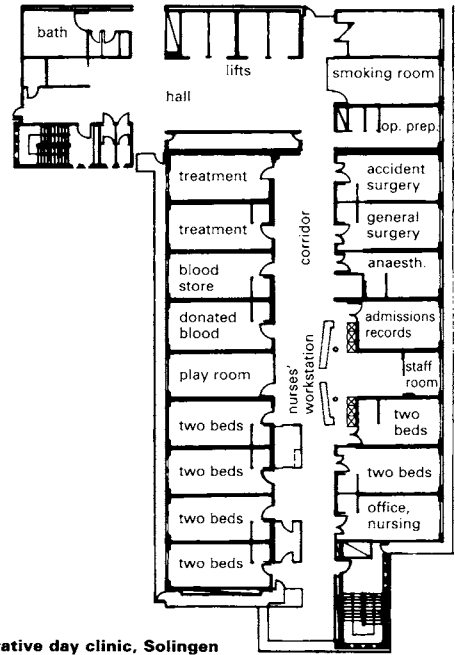 bath
lifts
hall
smoking room
op. prep.
treatment
accident
surgery
treatment
general
surgery
corridor
blood
store
anaesth.
donated
blood
admissions
records
nurses'
workstation
play room
staff
room
two beds
two
beds
two beds
two beds
two beds
office,
nursing
two beds
ative day clinic, Solingen